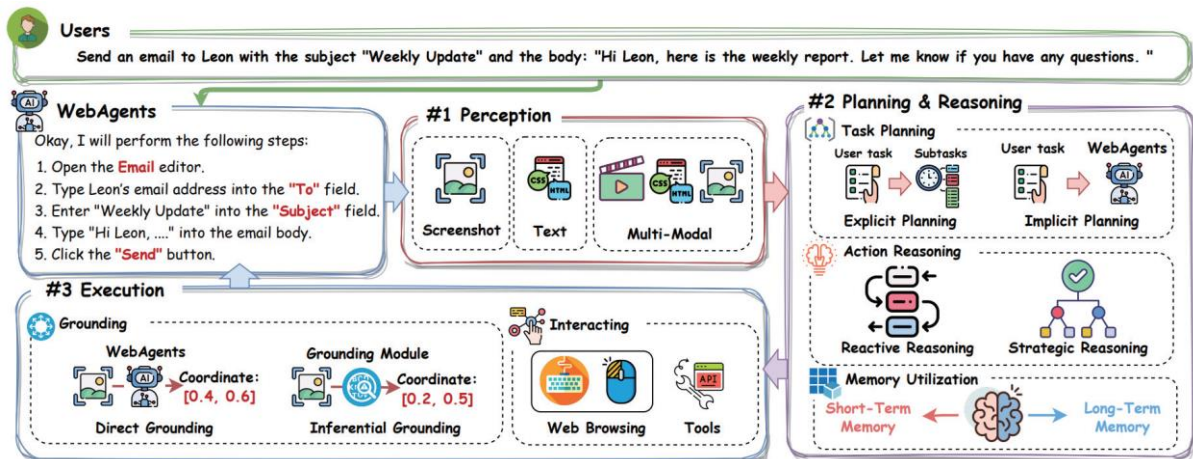 Users
Send an email to Leon with the subject "Weekly Update" and the body: "Hi Leon, here is the weekly report. Let me know if you have any questions. "
WebAgents
Okay, I will perform the following steps:
1. Open the Email editor.
2. Type Leon's email address into the "To" field.
3. Enter "Weekly Update" into the "Subject" field.
4. Type "Hi Leon, ...." into the email body.
5. Click the "Send" button.
#1 Perception
CSS
HTML
CSS
HTML
Screenshot
Text
Multi-Modal
#2 Planning & Reasoning
Task Planning
User task
Subtasks
User task
WebAgents
AI
Explicit Planning
Implicit Planning
Action Reasoning
Reactive Reasoning
Strategic Reasoning
Memory Utilization
Short-Term
Memory
Long-Term
Memory
#3 Execution
Grounding
WebAgents
AI
Coordinate:
[0.4, 0.6]
Direct Grounding
Grounding Module
Coordinate:
[0.2, 0.5]
Inferential Grounding
Interacting
API
Web Browsing
Tools